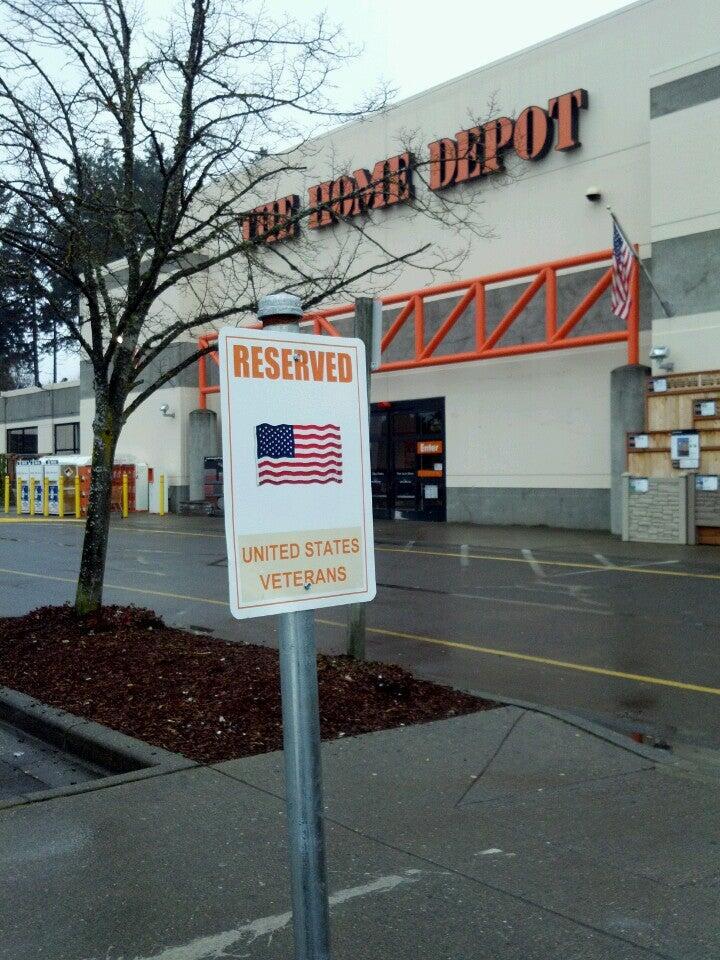 THE HOME DEPOT
RESERVED
UNITED STATES
VETERANS
Enter